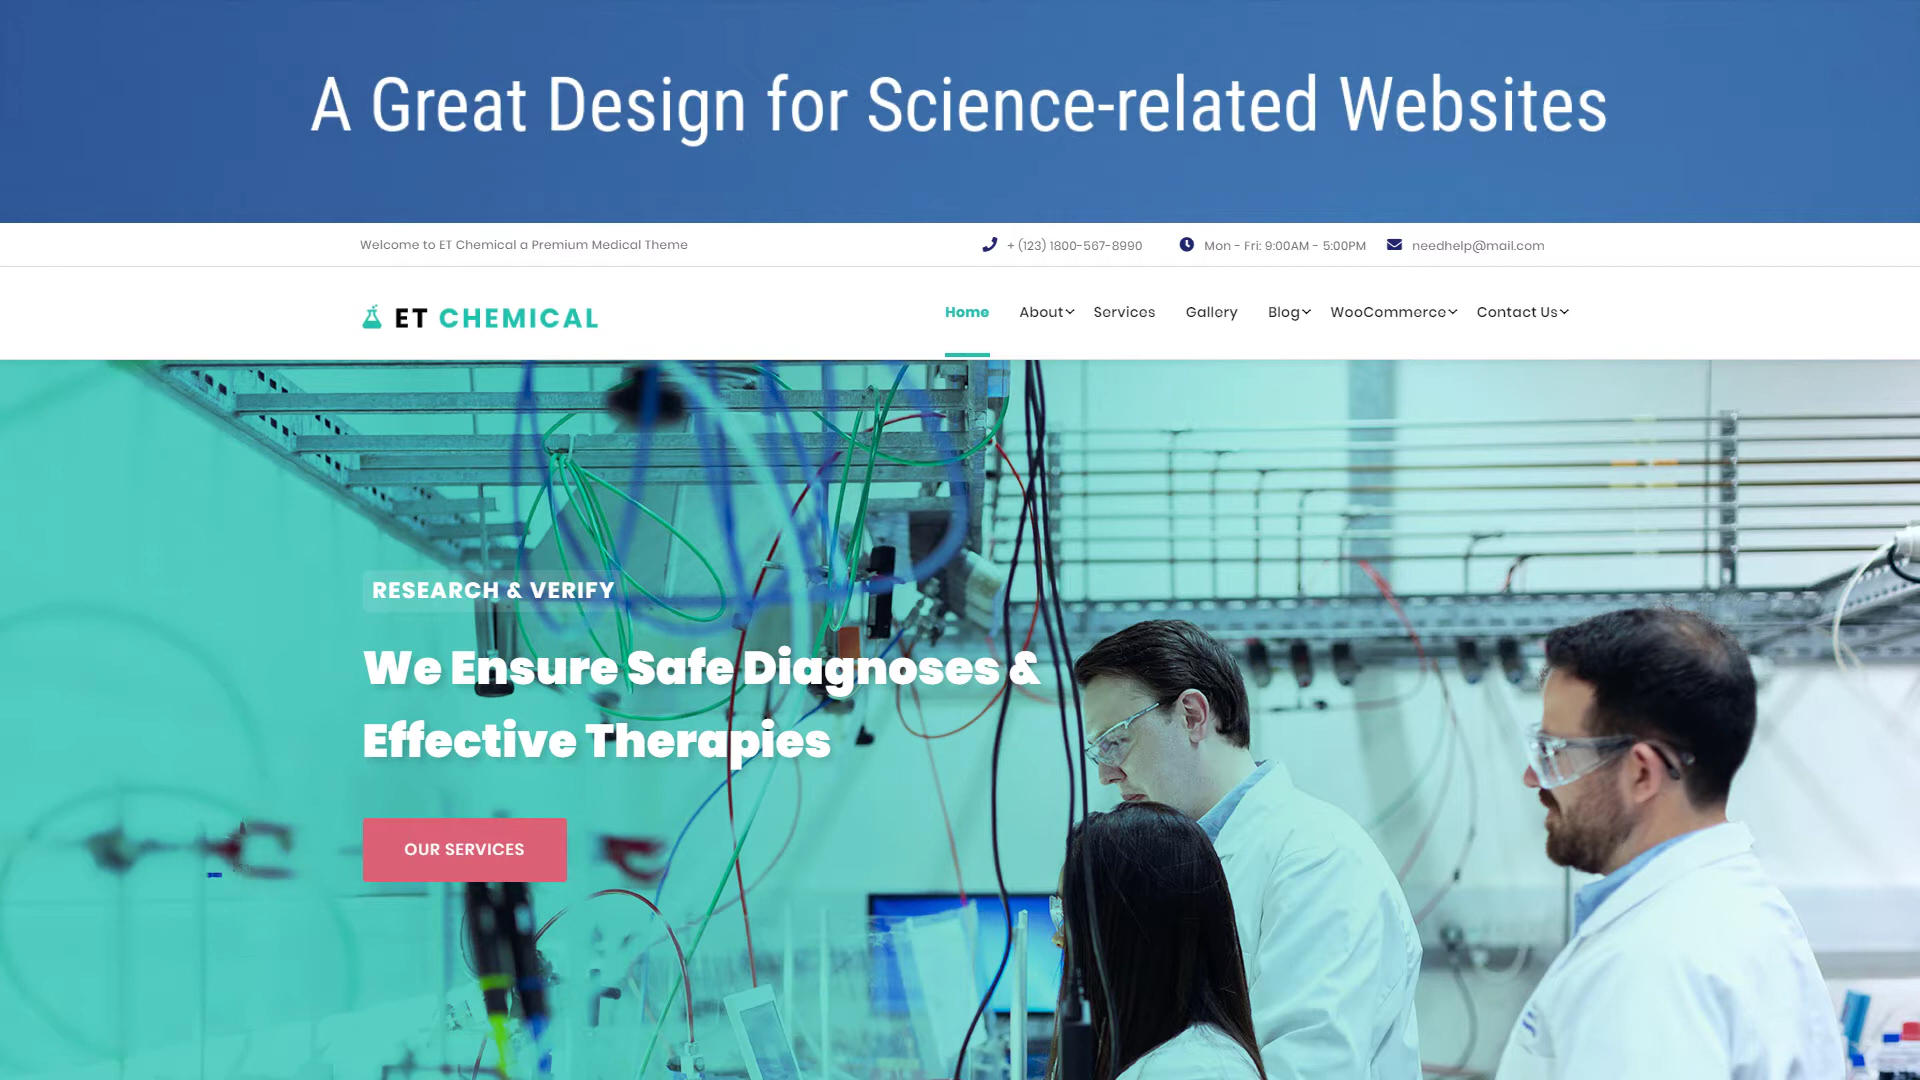 A Great Design for Science-related Websites
Welcome to ET Chemical a Premium Medical Theme
+ (123) 1800-567-8990
Mon - Fri: 9:00AM - 5:00PM
needhelp@mail.com
ET CHEMICAL
Home
About
Services
Gallery
Blog
WooCommerce
Contact Us
RESEARCH & VERIFY
We Ensure Safe Diagnoses &
Effective Therapies
OUR SERVICES